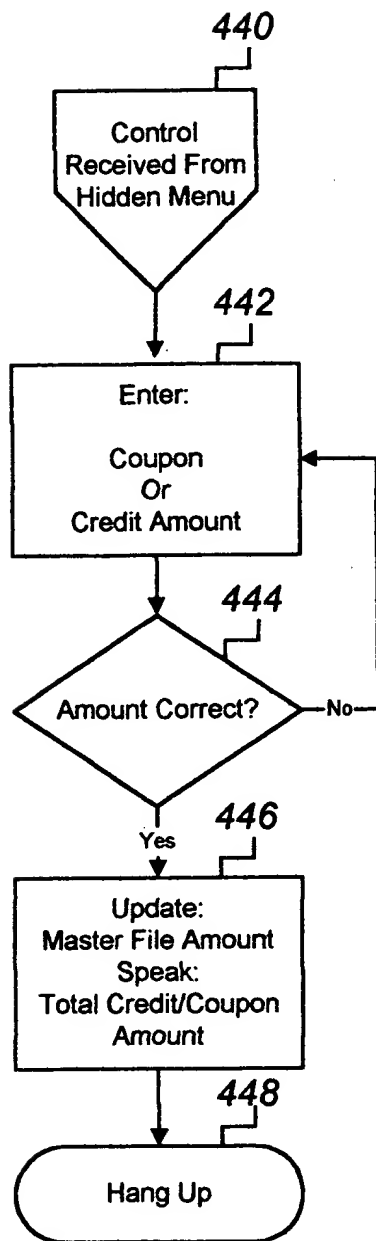 440
Control
Received From
Hidden Menu
442
Enter:
Coupon
Or
Credit Amount
444
Amount Correct?
No
Yes
446
Update:
Master File Amount
Speak:
Total Credit/Coupon
Amount
448
Hang Up